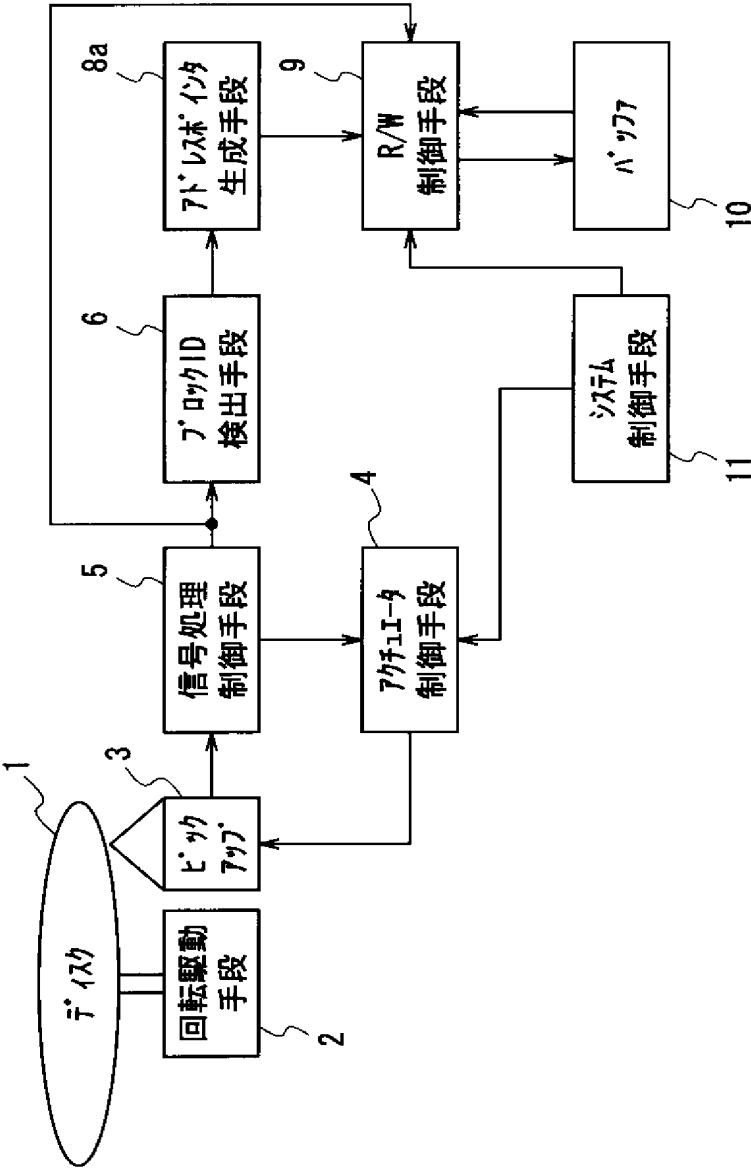 1
ディスク
回転駆動
手段
2
3
ピック
アップ
5
信号処理
制御手段
4
アクチュエータ
制御手段
6
ブロックID
検出手段
8a
アドレスポインタ
生成手段
9
R/W
制御手段
バッファ
10
システム
制御手段
11